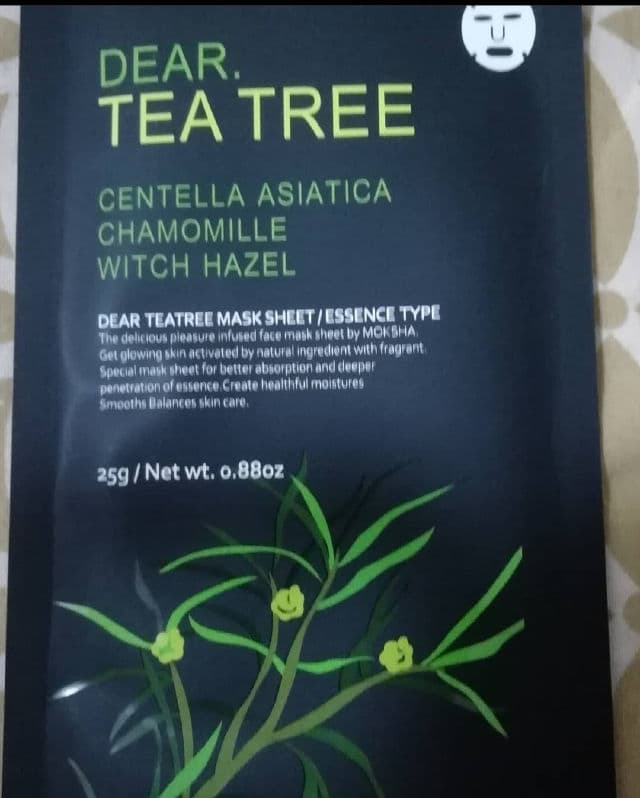 DEAR.
TEA TREE
CENTELLA ASIATICA
CHAMOMILLE
WITCH HAZEL
DEAR TEATREE MASK SHEET/ESSENCE TYPE
The delicious pleasure infused face mask sheet by MOKSHA.
Get glowing skin activated by natural ingredient with fragrant.
Special mask sheet for better absorption and deeper
penetration of essence.Create healthful moistures
Smooths Balances skin care.
25g/Net wt. 0.88oz